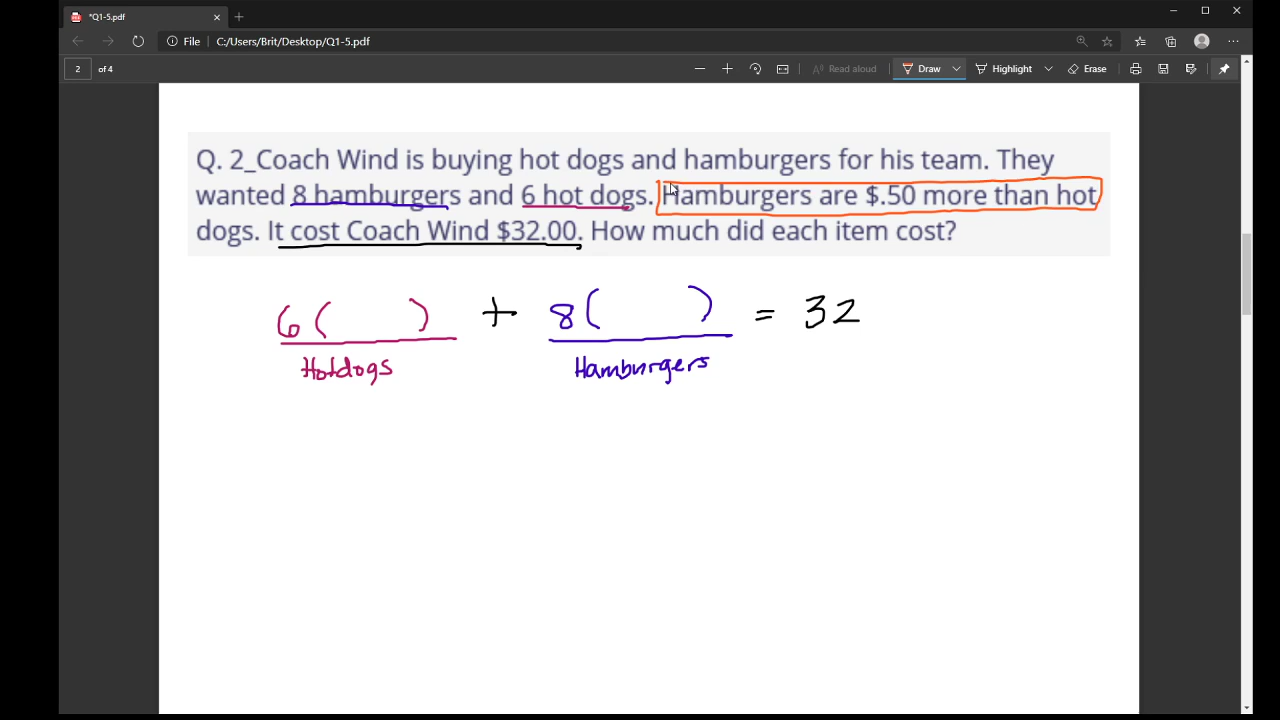 *Q1-5.pdf
File C:/Users/Brit/Desktop/Q1-5.pdf
2 of 4 Read aloud Draw Highlight Erase
Q. 2_Coach Wind is buying hot dogs and hamburgers for his team. They
wanted 8 hamburgers and 6 hot dogs. Hamburgers are $.50 more than hot
dogs. It cost Coach Wind $32.00. How much did each item cost?
6 ( ) + 8 ( ) = 32
Hotdogs Hamburgers